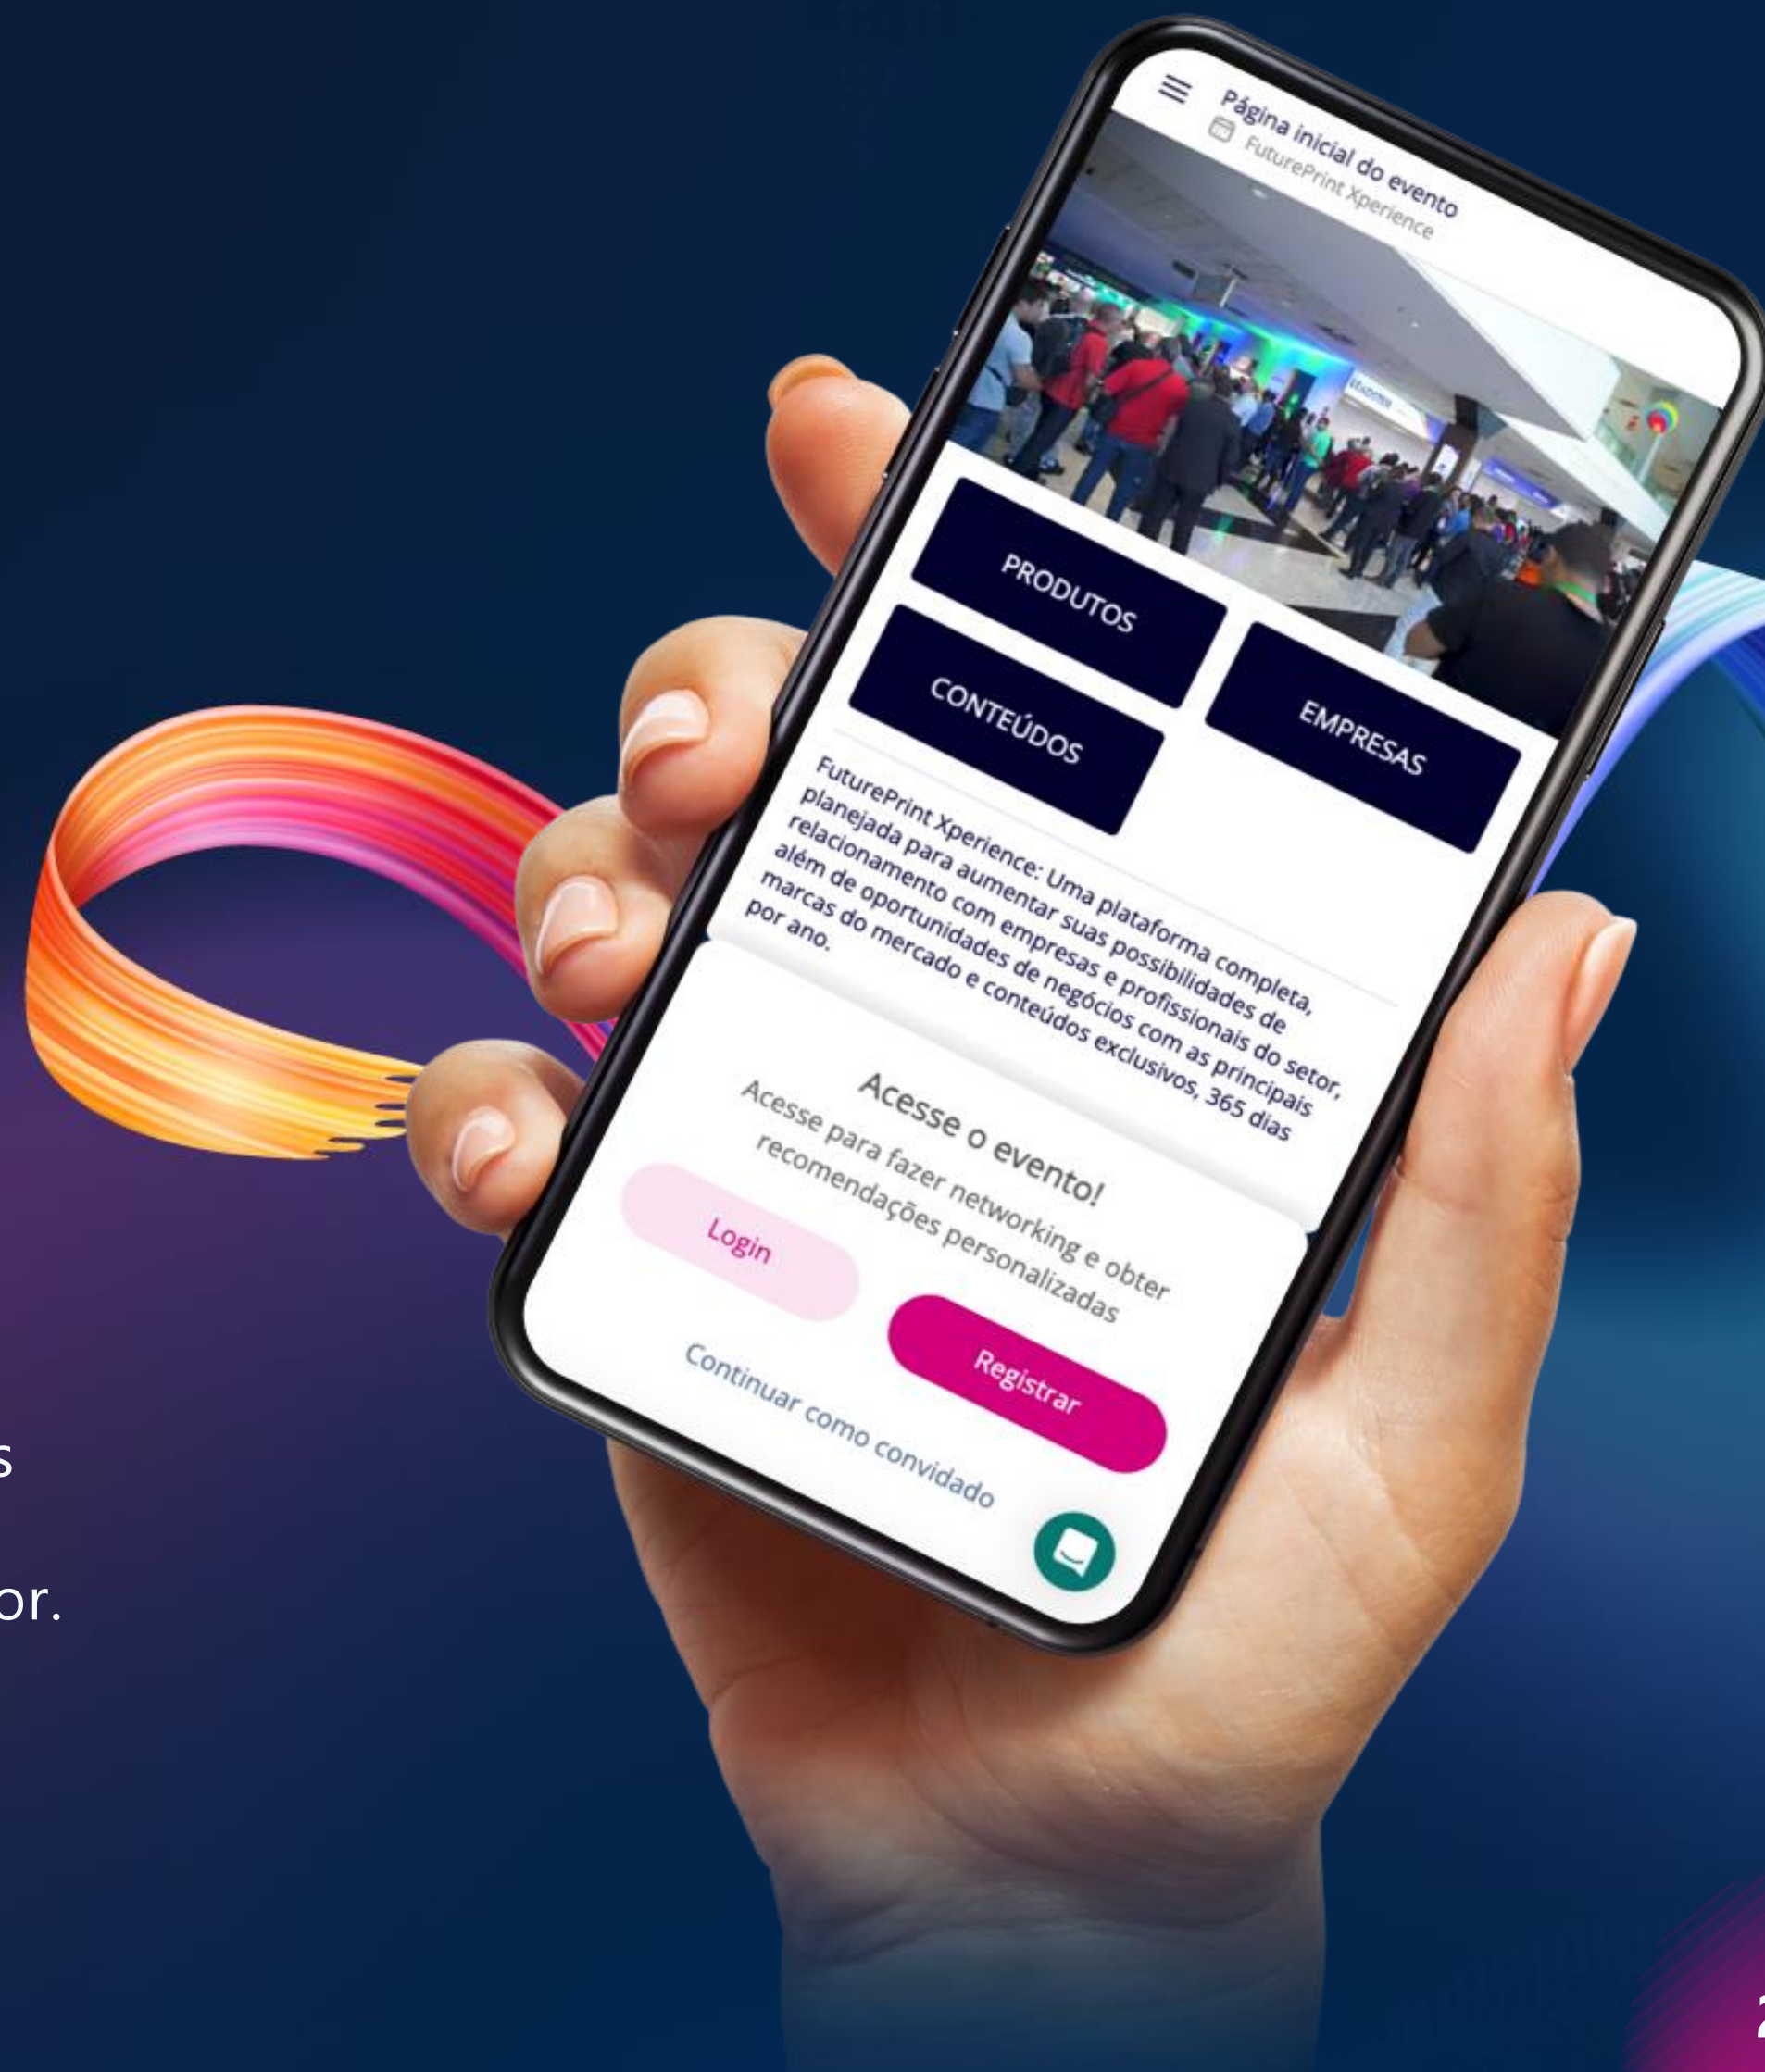 Página inicial do evento
FuturePrint Xperience
PRODUTOS
EMPRESAS
CONTEÚDOS
FuturePrint Xperience: Uma plataforma completa,
planejada para aumentar suas possibilidades de
relacionamento com empresas e profissionais do setor,
além de oportunidades de negócios com as principais
marcas do mercado e conteúdos exclusivos, 365 dias
por ano.
Acesse o evento!
Acesse para fazer networking e obter
recomendações personalizadas
Login
Registrar
Continuar como convidado
s
or.
2